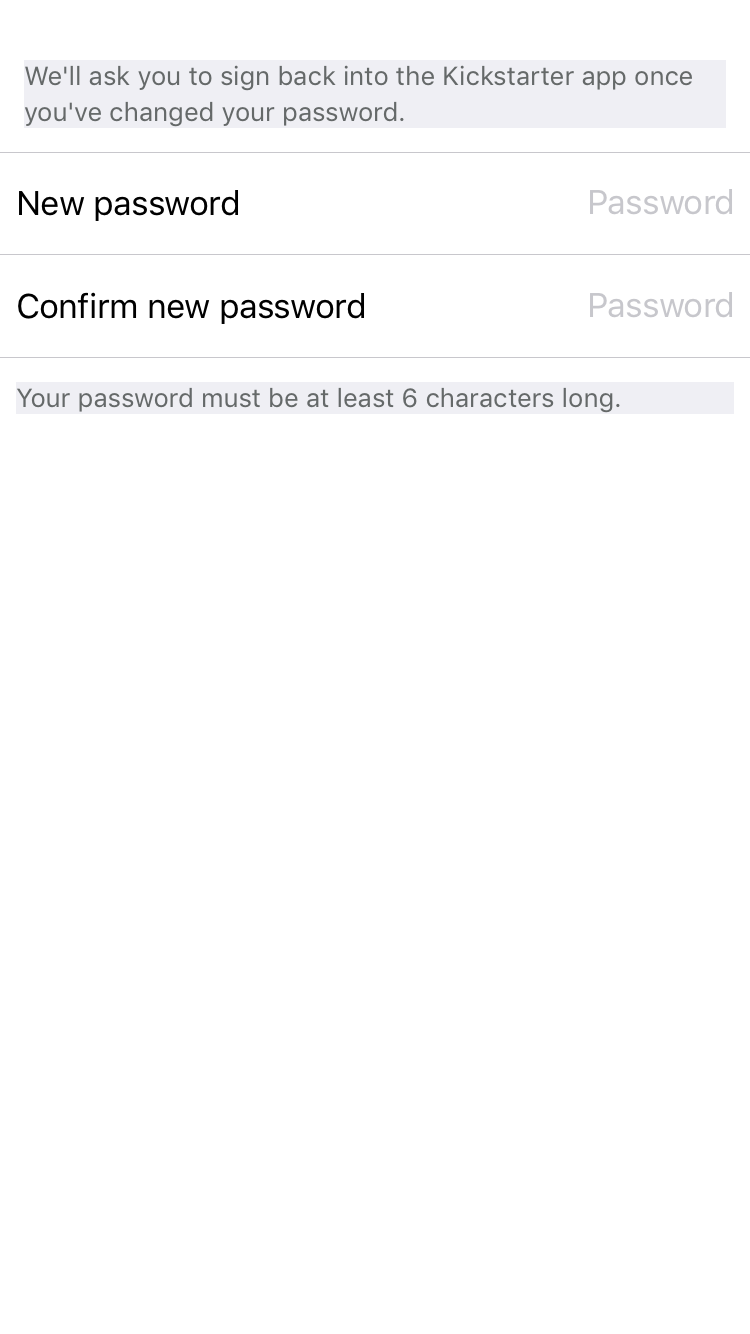 We'll ask you to sign back into the Kickstarter app once
you've changed your password.
New password
Password
Confirm new password
Password
Your password must be at least 6 characters long.